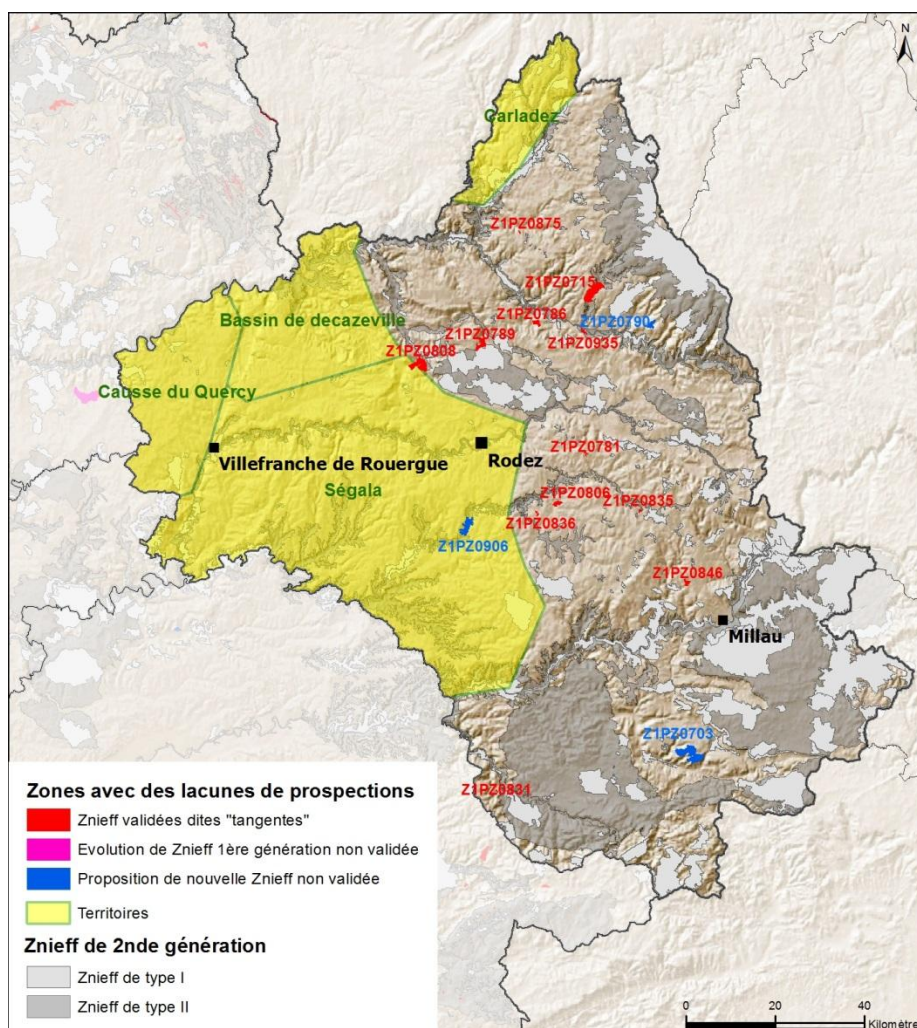 N
Carladez
Z1PZ0875
Z1PZ0715
Bassin de decazeville
Z1PZ0786
Z1PZ0790
Z1PZ0789
Z1PZ0935
Z1PZ0808
Causse du Quercy
Z1PZ0781
Rodez
Villefranche de Rouergue
Ségala
Z1PZ0806
Z1PZ0835
Z1PZ0836
Z1PZ0906
Z1PZ0846
Millau
Z1PZ0703
Z1PZ0831
Zones avec des lacunes de prospections
Znieff validées dites "tangentes"
Evolution de Znieff 1ère génération non validée
Proposition de nouvelle Znieff non validée
Territoires
Znieff de 2nde génération
Znieff de type I
Znieff de type II
0 20 40
Kilomètre